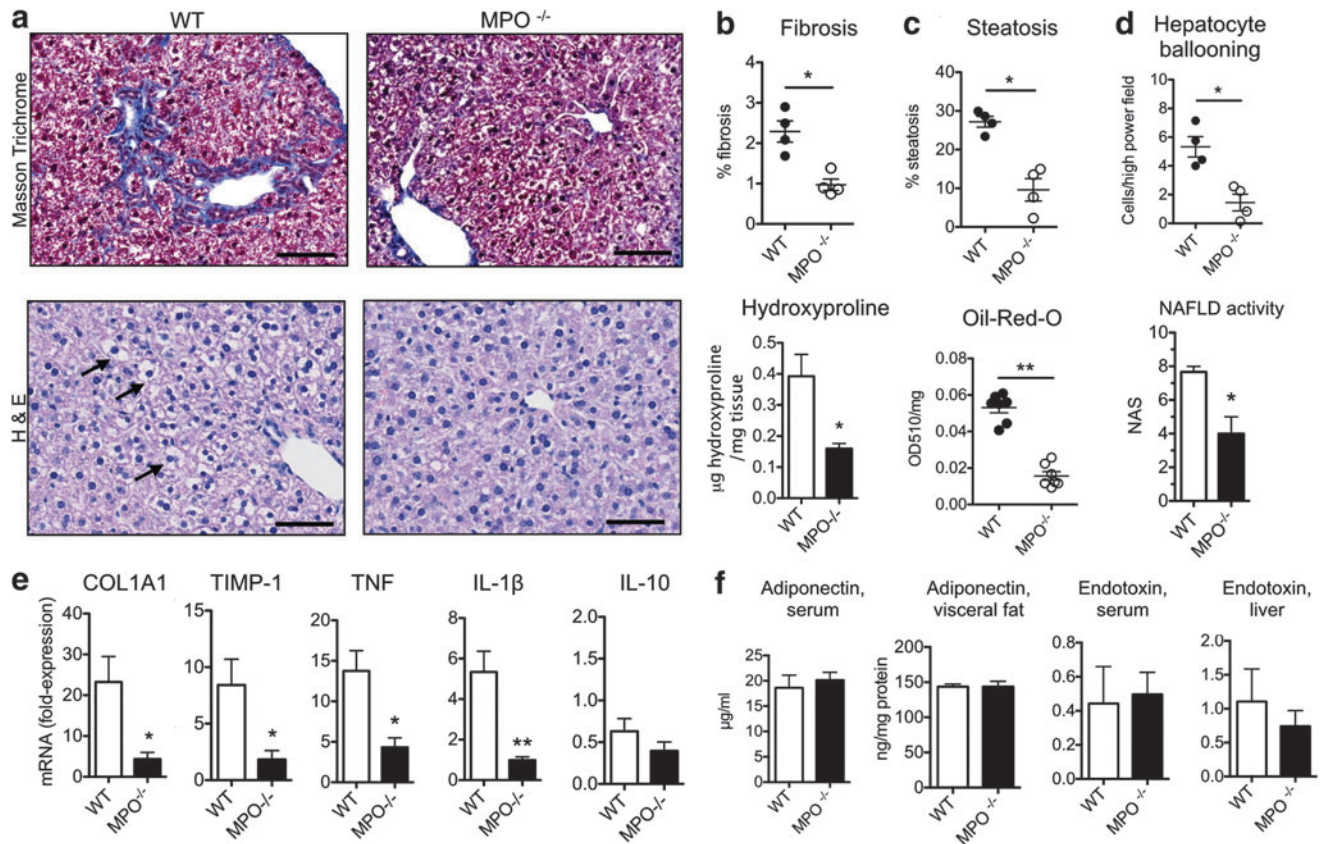 a
WT
MPO -/-
Masson Trichrome
H & E
b
Fibrosis
*
% fibrosis
4
3
2
1
0
WT
MPO-/-
Hydroxyproline
µg hydroxyproline
/mg tissue
0.5
0.4
0.3
0.2
0.1
0.0
*
WT
MPO-/-
c
Steatosis
*
% steatosis
40
30
20
10
0
WT
MPO-/-
Oil-Red-O
**
OD510/mg
0.08
0.06
0.04
0.02
0.00
WT
MPO-/-
d
Hepatocyte
ballooning
*
Cells/high power field
10
8
6
4
2
0
WT
MPO-/-
NAFLD activity
NAS
8
6
4
2
0
*
WT
MPO-/-
e
mRNA (fold-expression)
COL1A1
40
30
20
10
0
*
WT
MPO-/-
TIMP-1
15
10
5
0
*
WT
MPO-/-
TNF
20
15
10
5
0
*
WT
MPO-/-
IL-1β
8
6
4
2
0
**
WT
MPO-/-
IL-10
2.0
1.5
1.0
0.5
0.0
WT
MPO-/-
f
Adiponectin,
serum
µg/ml
25
20
15
10
5
0
WT
MPO -/-
Adiponectin,
visceral fat
ng/mg protein
200
150
100
50
0
WT
MPO -/-
Endotoxin,
serum
0.8
0.6
0.4
0.2
0.0
WT
MPO -/-
Endotoxin,
liver
2.0
1.5
1.0
0.5
0.0
WT
MPO -/-